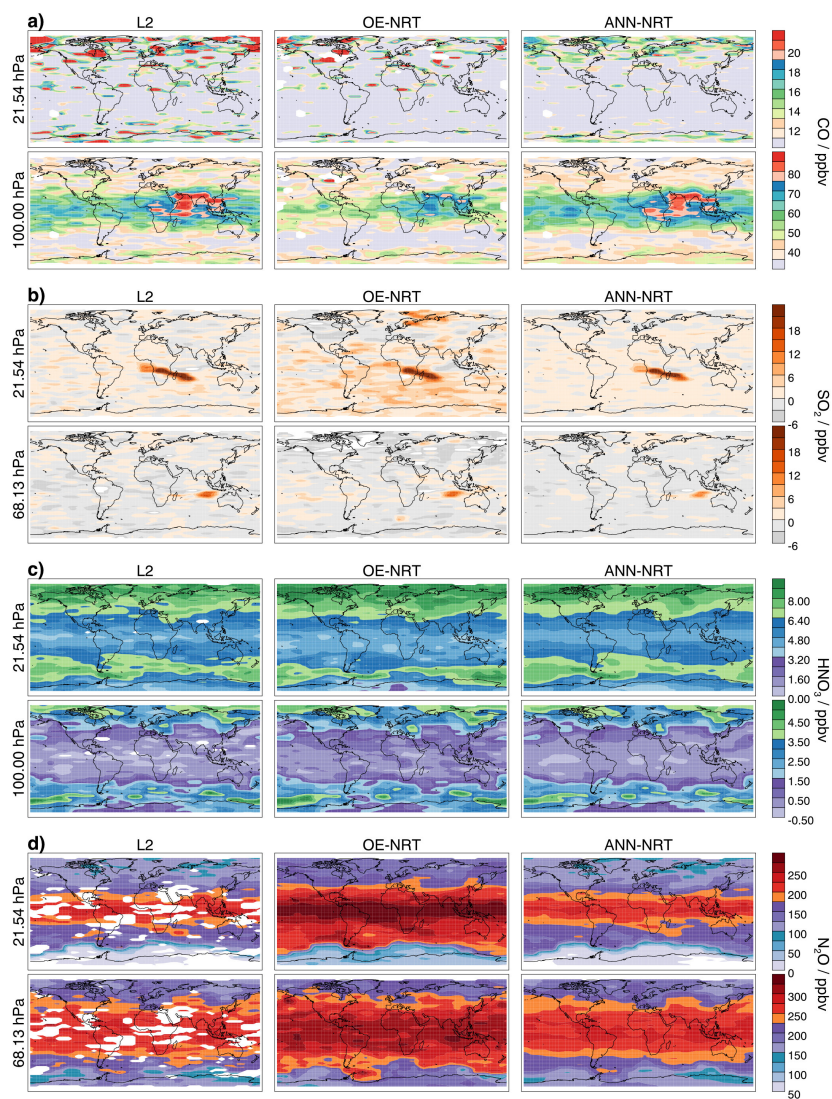 a)
L2 OE-NRT ANN-NRT
21.54 hPa
20
18
16
14
12
CO / ppbv
100.00 hPa
80
70
60
50
40
b)
L2 OE-NRT ANN-NRT
21.54 hPa
18
12
6
0
-6
SO₂ / ppbv
68.13 hPa
18
12
6
0
-6
c)
L2 OE-NRT ANN-NRT
21.54 hPa
8.00
6.40
4.80
3.20
1.60
0.00
HNO₃ / ppbv
100.00 hPa
4.50
3.50
2.50
1.50
0.50
-0.50
d)
L2 OE-NRT ANN-NRT
21.54 hPa
250
200
150
100
50
0
N₂O / ppbv
68.13 hPa
300
250
200
150
100
50